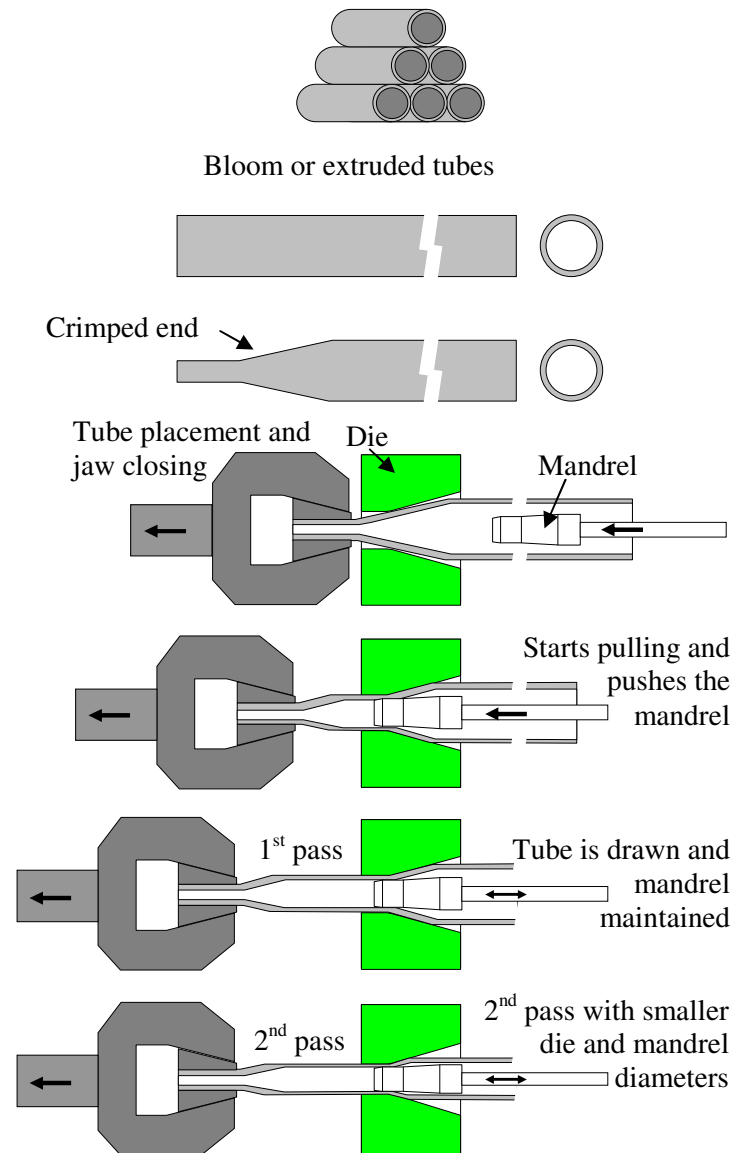 Bloom or extruded tubes
Crimped end
Tube placement and
jaw closing
Die
Mandrel
Starts pulling and
pushes the
mandrel
1st pass
Tube is drawn and
mandrel
maintained
2nd pass
2nd pass with smaller
die and mandrel
diameters